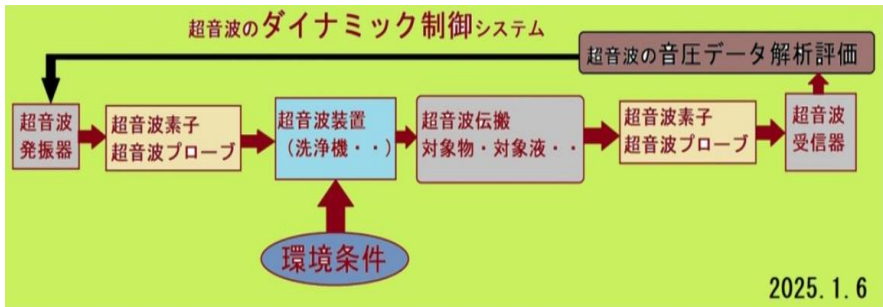 超音波のダイナミック制御システム
超音波の音圧データ解析評価
超音波
発振器
超音波素子
超音波プローブ
超音波装置
（洗浄機・・）
超音波伝搬
対象物・対象液・・
超音波素子
超音波プローブ
超音波
受信器
環境条件
2025.1.6